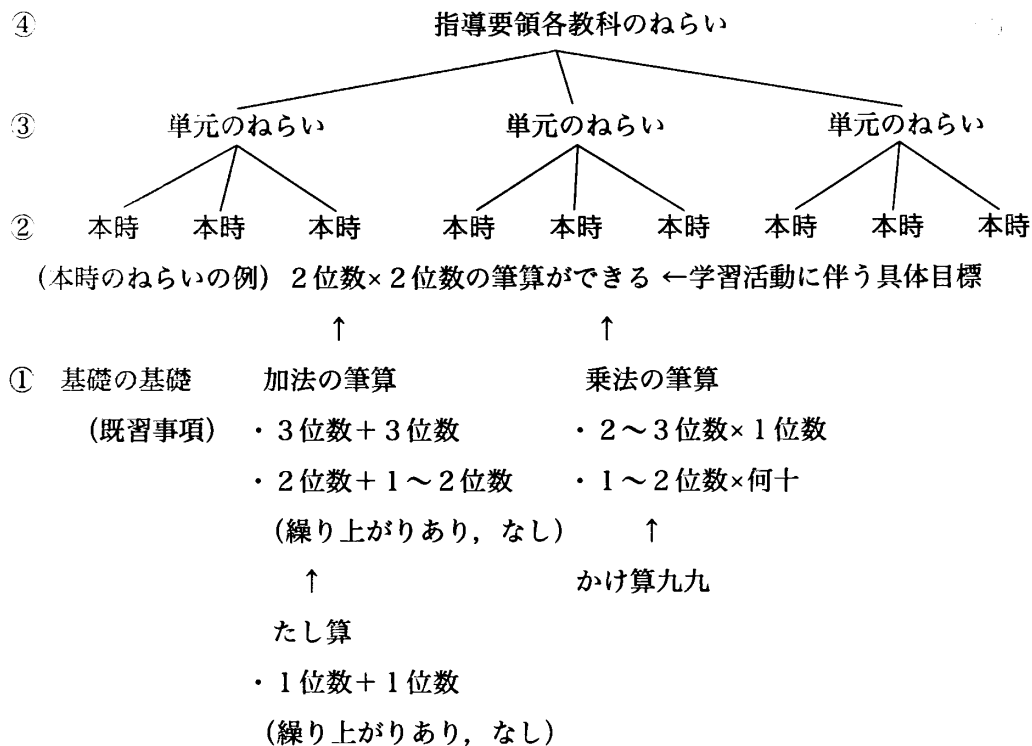 ④ 指導要領各教科のねらい
③ 単元のねらい 単元のねらい 単元のねらい
② 本時 本時 本時 本時 本時 本時 本時 本時 本時
(本時のねらいの例) 2位数×2位数の筆算ができる ←学習活動に伴う具体目標
↑ ↑
① 基礎の基礎 加法の筆算 乗法の筆算
(既習事項) ・3位数+3位数 ・2～3位数×1位数
・2位数+1～2位数 ・1～2位数×何十
(繰り上がりあり，なし) ↑
↑ かけ算九九
たし算
・1位数+1位数
(繰り上がりあり，なし)